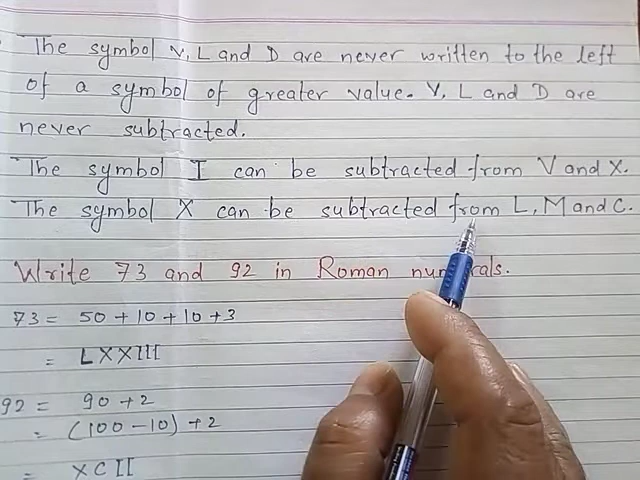 The symbol V, L and D are never written to the left
of a symbol of greater value. V, L and D are
never subtracted.
The symbol I can be subtracted from V and X.
The symbol X can be subtracted from L, M and C.
Write 73 and 92 in Roman numerals.
73 = 50 + 10 + 10 + 3
= LXXIII
92 = 90 + 2
= (100 - 10) + 2
= XCII